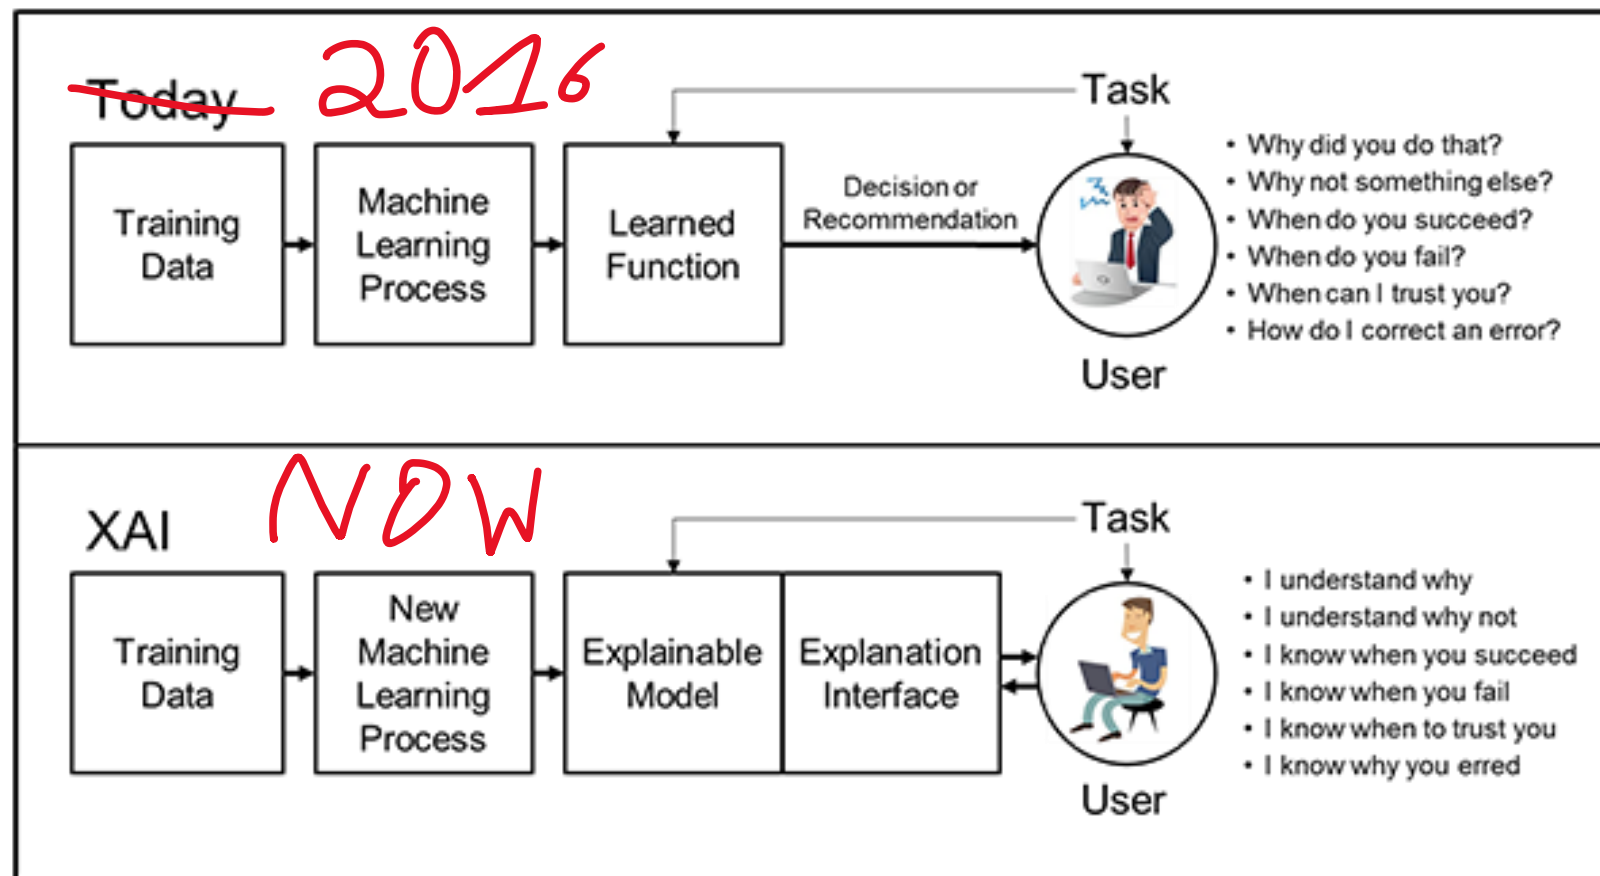 Today 2016
Training
Data
Machine
Learning
Process
Learned
Function
Decision or
Recommendation
Task
User
• Why did you do that?
• Why not something else?
• When do you succeed?
• When do you fail?
• When can I trust you?
• How do I correct an error?
XAI NOW
Training
Data
New
Machine
Learning
Process
Explainable
Model
Explanation
Interface
Task
User
• I understand why
• I understand why not
• I know when you succeed
• I know when you fail
• I know when to trust you
• I know why you erred